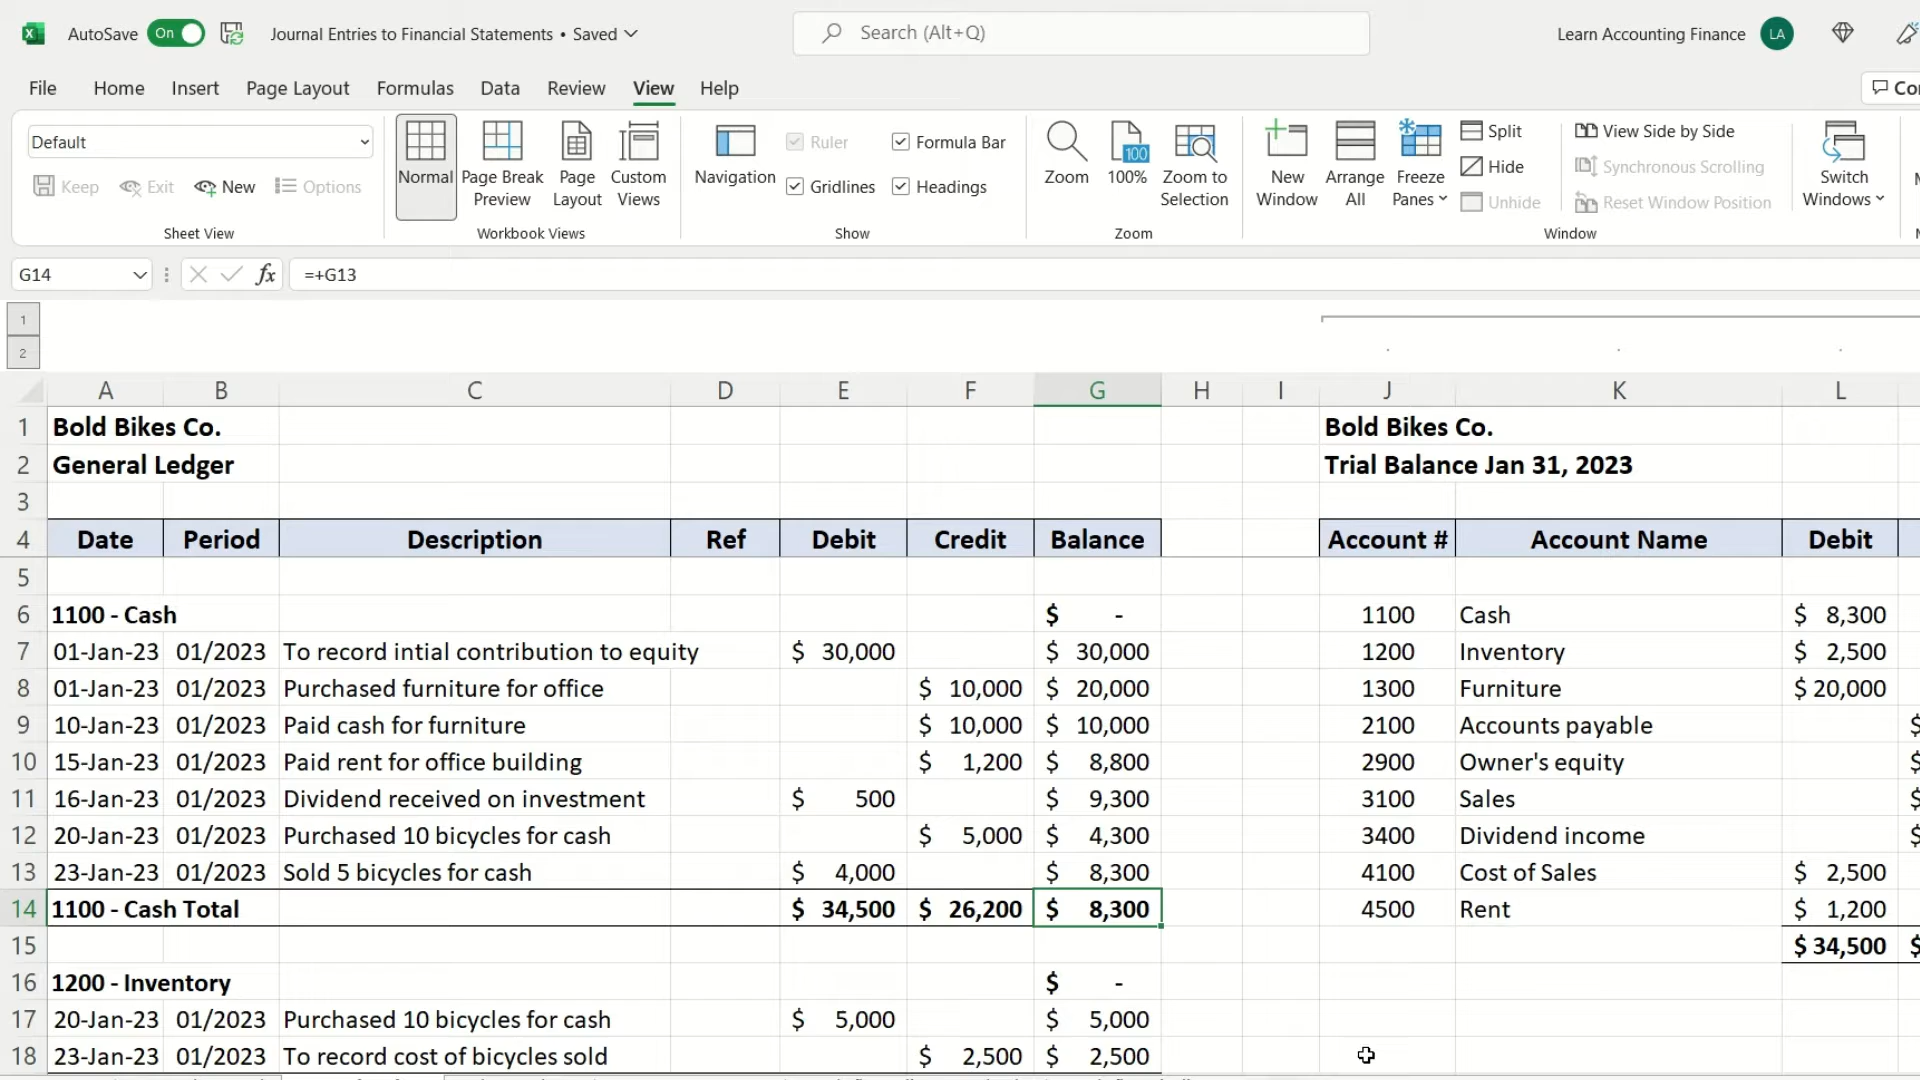 AutoSave On Journal Entries to Financial Statements • Saved Search (Alt+Q) Learn Accounting Finance LA
File Home Insert Page Layout Formulas Data Review View Help
Default
Keep Exit New Options
Sheet View
Normal Page Break Preview Page Layout Custom Views
Workbook Views
Navigation Ruler Formula Bar
Gridlines Headings
Show
Zoom 100 100% Zoom to Selection
Zoom
New Window Arrange All Freeze Panes Split
Hide
Unhide
View Side by Side
Synchronous Scrolling
Reset Window Position
Switch Windows
Window
G14 fx =+G13
1
2
A B C D E F G H I J K L
1 Bold Bikes Co. Bold Bikes Co.
2 General Ledger Trial Balance Jan 31, 2023
3
4 Date Period Description Ref Debit Credit Balance Account # Account Name Debit
5
6 1100 - Cash $ - 1100 Cash $ 8,300
7 01-Jan-23 01/2023 To record intial contribution to equity $ 30,000 $ 30,000 1200 Inventory $ 2,500
8 01-Jan-23 01/2023 Purchased furniture for office $ 10,000 $ 20,000 1300 Furniture $ 20,000
9 10-Jan-23 01/2023 Paid cash for furniture $ 10,000 $ 10,000 2100 Accounts payable $
10 15-Jan-23 01/2023 Paid rent for office building $ 1,200 $ 8,800 2900 Owner's equity $
11 16-Jan-23 01/2023 Dividend received on investment $ 500 $ 9,300 3100 Sales $
12 20-Jan-23 01/2023 Purchased 10 bicycles for cash $ 5,000 $ 4,300 3400 Dividend income $
13 23-Jan-23 01/2023 Sold 5 bicycles for cash $ 4,000 $ 8,300 4100 Cost of Sales $ 2,500
14 1100 - Cash Total $ 34,500 $ 26,200 $ 8,300 4500 Rent $ 1,200
15 $ 34,500 $
16 1200 - Inventory $ -
17 20-Jan-23 01/2023 Purchased 10 bicycles for cash $ 5,000 $ 5,000
18 23-Jan-23 01/2023 To record cost of bicycles sold $ 2,500 $ 2,500